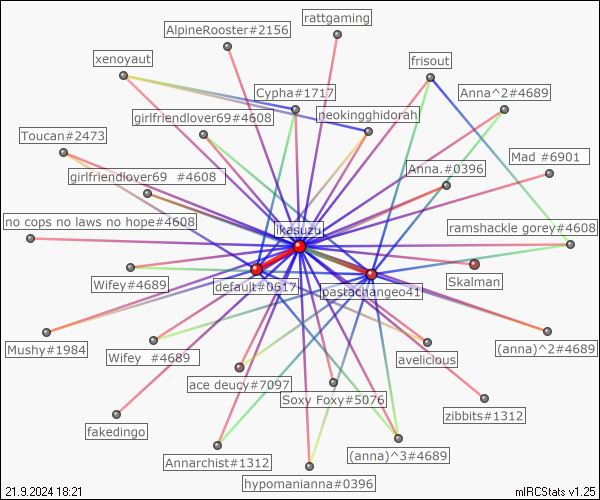 rattgaming
AlpineRooster#2156
xenoyaut
frisout
Cypha#1717
Anna^2#4689
girlfriendlover69#4608
neokingghidorah
Toucan#2473
Mad #6901
girlfriendlover69 #4608
Anna.#0396
no cops no laws no hope#4608
ikasuzu
ramshackle gorey#4608
Wifey#4689
default#0617
pastachangeo41
Skalman
Mushy#1984
Wifey #4689
avelicious
(anna)^2#4689
ace deucy#7097
Soxy Foxy#5076
zibbits#1312
fakedingo
Annarchist#1312
(anna)^3#4689
hypomanianna#0396
21.9.2024 18:21
mIRCStats v1.25